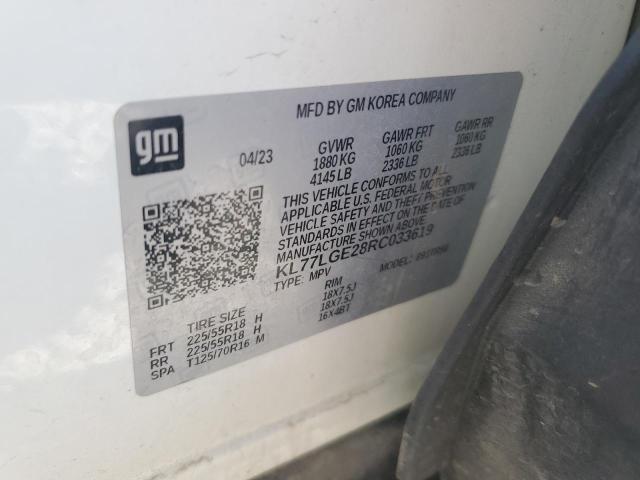 MFD BY GM KOREA COMPANY
gm
04/23
GVWR GAWR FRT GAWR RR
1880 KG 1060 KG 1060 KG
4145 LB 2336 LB 2336 LB
THIS VEHICLE CONFORMS TO ALL
APPLICABLE U.S. FEDERAL MOTOR
VEHICLE SAFETY AND THEFT PREVENTION
STANDARDS IN EFFECT ON THE DATE OF
MANUFACTURE SHOWN ABOVE
KL77LGE28RC033619
TYPE: MPV MODEL:
TIRE SIZE RIM
FRT 225/55R18 H 18X7.5J
RR 225/55R18 H 18X7.5J
SPA T125/70R16 M 16X4BT